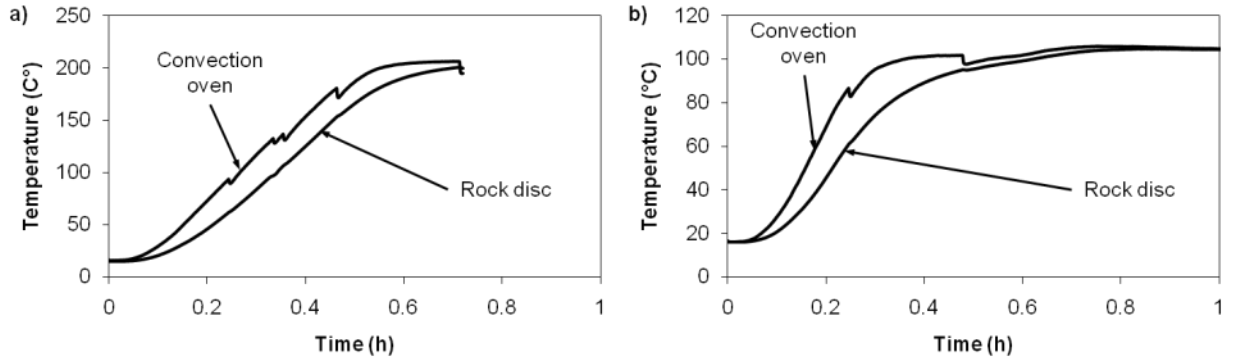 a)
Temperature (C°)
250
200
150
100
50
0
Convection
oven
Rock disc
0 0.2 0.4 0.6 0.8 1
Time (h)
b)
Temperature (°C)
120
100
80
60
40
20
0
Convection
oven
Rock disc
0 0.2 0.4 0.6 0.8 1
Time (h)